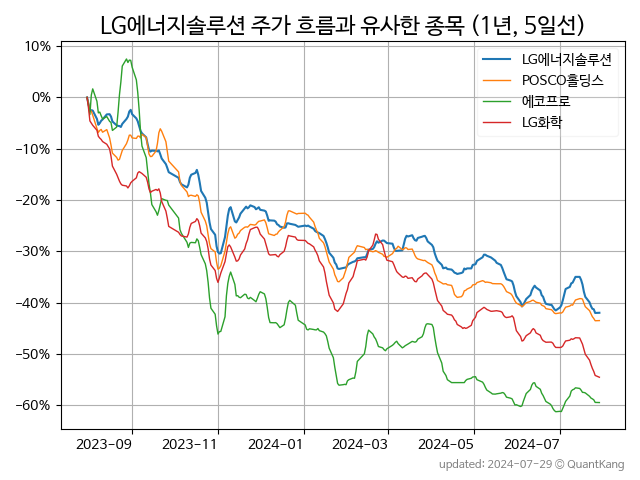 LG에너지솔루션 주가 흐름과 유사한 종목 (1년, 5일선)
LG에너지솔루션
POSCO홀딩스
에코프로
LG화학
10%
0%
−10%
−20%
−30%
−40%
−50%
−60%
2023-09
2023-11
2024-01
2024-03
2024-05
2024-07
updated: 2024-07-29 © QuantKang